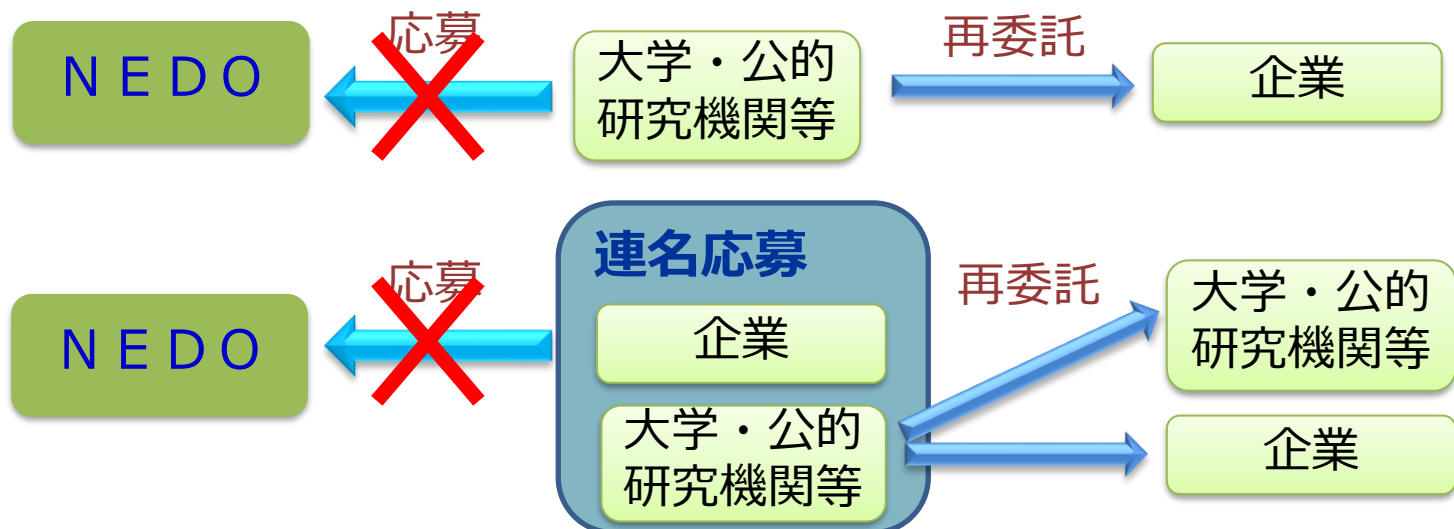 ＮＥＤＯ
応募
大学・公的
研究機関等
再委託
企業
ＮＥＤＯ
応募
連名応募
企業
大学・公的
研究機関等
再委託
大学・公的
研究機関等
企業